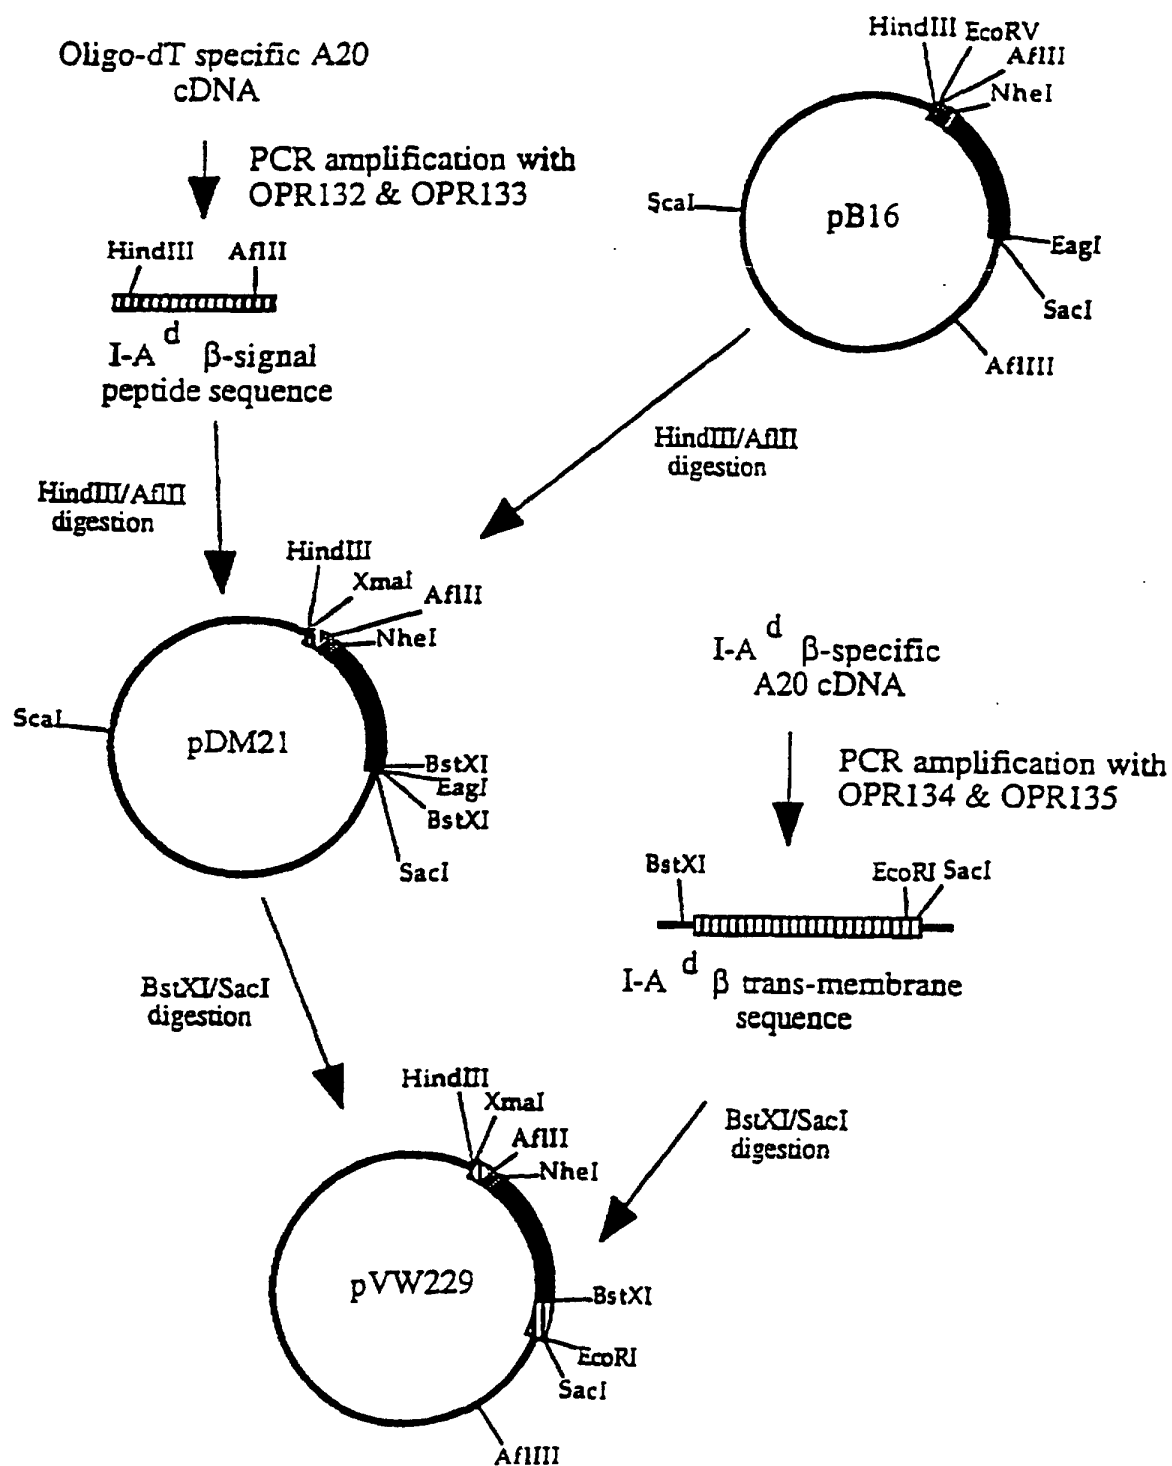 Oligo-dT specific A20
cDNA
PCR amplification with
OPR132 & OPR133
HindIII
AflII
I-A d β-signal
peptide sequence
HindIII/AflII
digestion
HindIII
EcoRV
AflII
NheI
ScaI
pB16
EagI
SacI
AflIII
HindIII/AflII
digestion
HindIII
XmaI
AflII
NheI
ScaI
pDM21
BstXI
EagI
BstXI
SacI
I-A d β-specific
A20 cDNA
PCR amplification with
OPR134 & OPR135
BstXI
EcoRI
SacI
I-A d β trans-membrane
sequence
BstXI/SacI
digestion
BstXI/SacI
digestion
HindIII
XmaI
AflII
NheI
pVW229
BstXI
EcoRI
SacI
AflIII